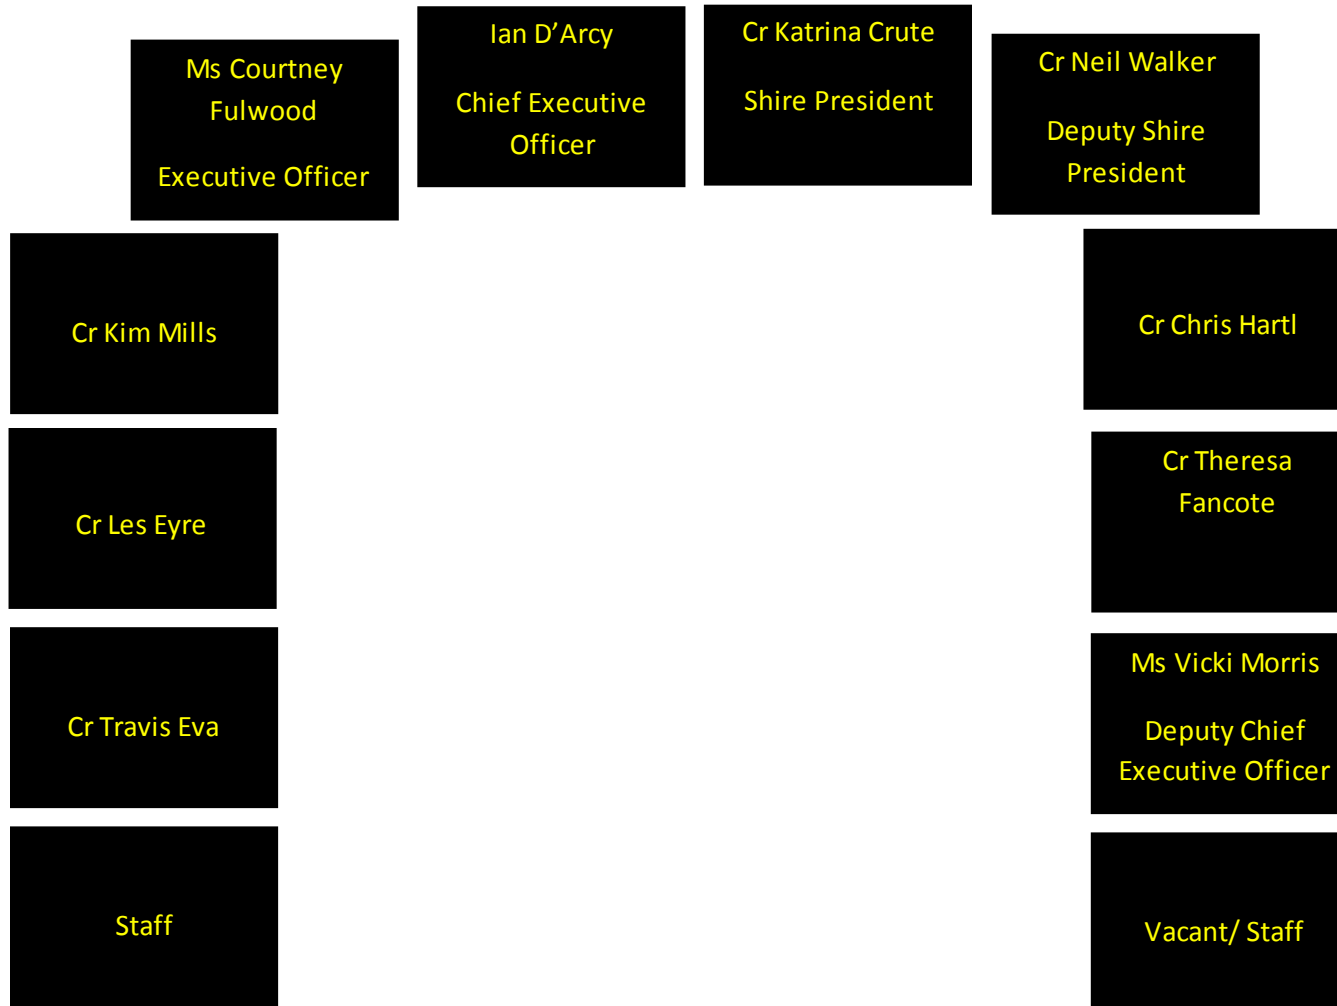 Ms Courtney
Fulwood
Executive Officer
Ian D’Arcy
Chief Executive
Officer
Cr Katrina Crute
Shire President
Cr Neil Walker
Deputy Shire
President
Cr Kim Mills
Cr Chris Hartl
Cr Les Eyre
Cr Theresa
Fancote
Cr Travis Eva
Ms Vicki Morris
Deputy Chief
Executive Officer
Staff
Vacant/ Staff